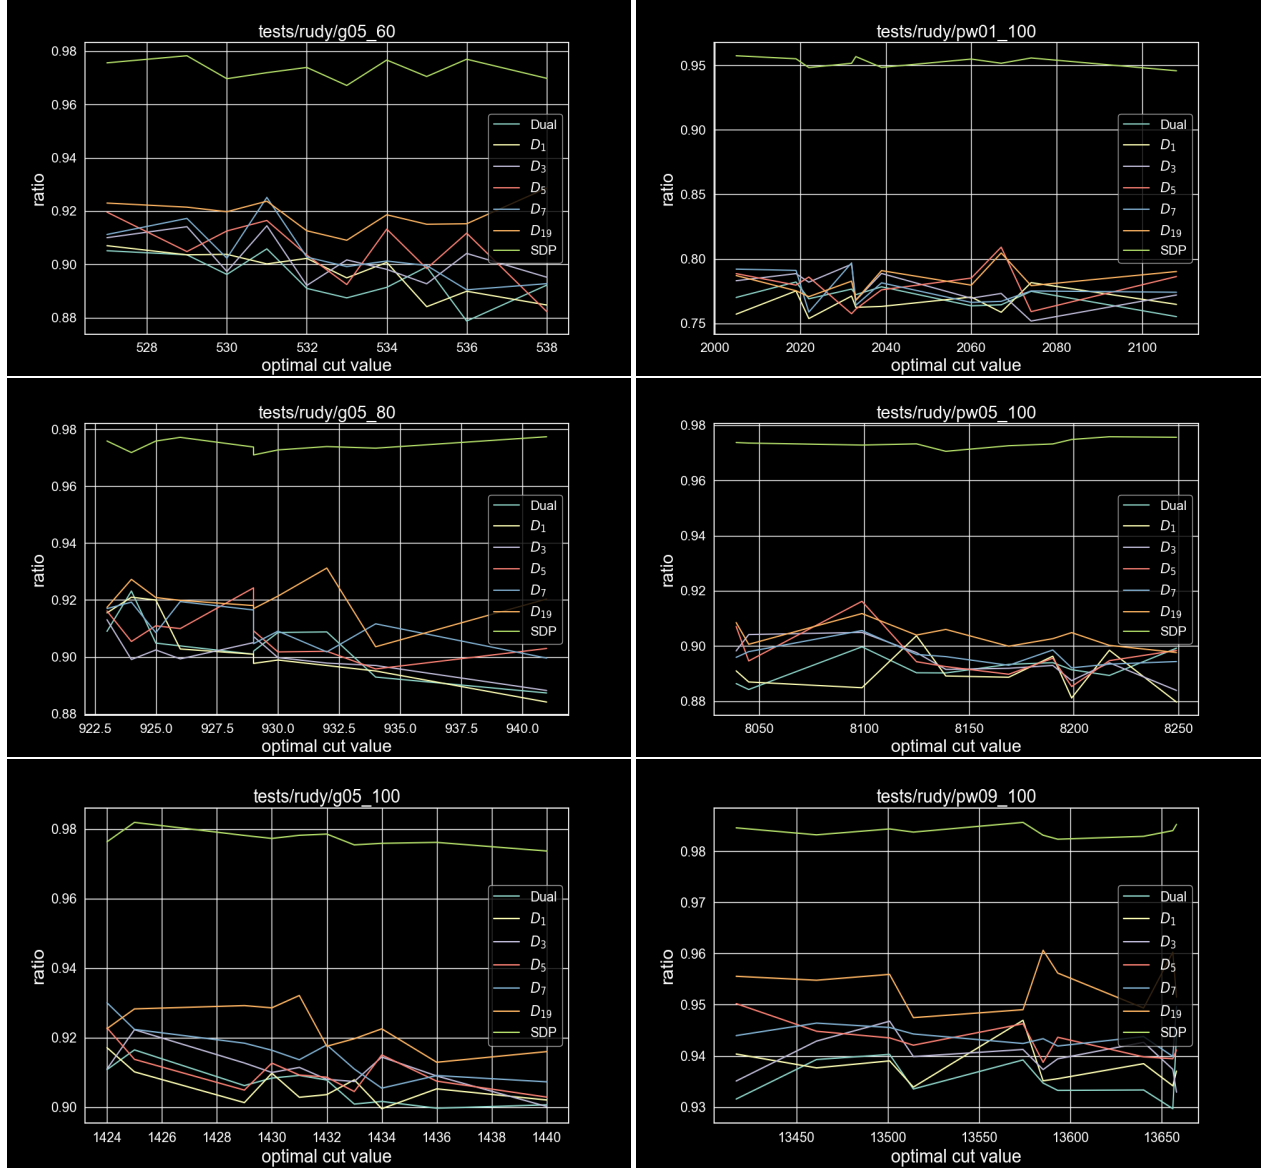 tests/rudy/g05_60
0.98
0.96
0.94
0.92
0.90
0.88
ratio
528 530 532 534 536 538
optimal cut value
Dual
D1
D3
D5
D7
D19
SDP
tests/rudy/pw01_100
0.95
0.90
0.85
0.80
0.75
ratio
2000 2020 2040 2060 2080 2100
optimal cut value
Dual
D1
D3
D5
D7
D19
SDP
tests/rudy/g05_80
0.98
0.96
0.94
0.92
0.90
0.88
ratio
922.5 925.0 927.5 930.0 932.5 935.0 937.5 940.0
optimal cut value
Dual
D1
D3
D5
D7
D19
SDP
tests/rudy/pw05_100
0.98
0.96
0.94
0.92
0.90
0.88
ratio
8050 8100 8150 8200 8250
optimal cut value
Dual
D1
D3
D5
D7
D19
SDP
tests/rudy/g05_100
0.98
0.96
0.94
0.92
0.90
ratio
1424 1426 1428 1430 1432 1434 1436 1438 1440
optimal cut value
Dual
D1
D3
D5
D7
D19
SDP
tests/rudy/pw09_100
0.98
0.97
0.96
0.95
0.94
0.93
ratio
13450 13500 13550 13600 13650
optimal cut value
Dual
D1
D3
D5
D7
D19
SDP